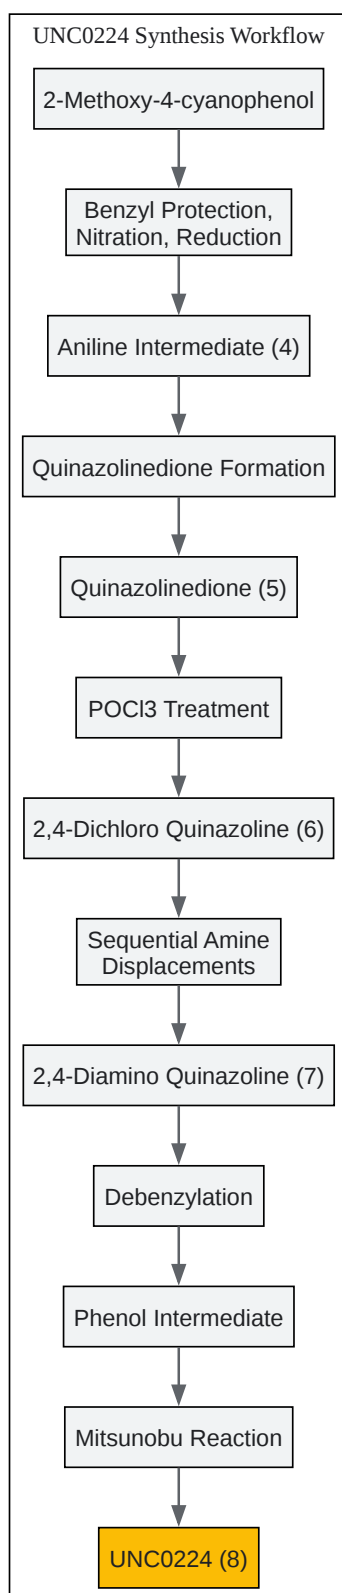 UNC0224 Synthesis Workflow
2-Methoxy-4-cyanophenol
Benzyl Protection,
Nitration, Reduction
Aniline Intermediate (4)
Quinazolinedione Formation
Quinazolinedione (5)
POCl3 Treatment
2,4-Dichloro Quinazoline (6)
Sequential Amine
Displacements
2,4-Diamino Quinazoline (7)
Debenzylation
Phenol Intermediate
Mitsunobu Reaction
UNC0224 (8)